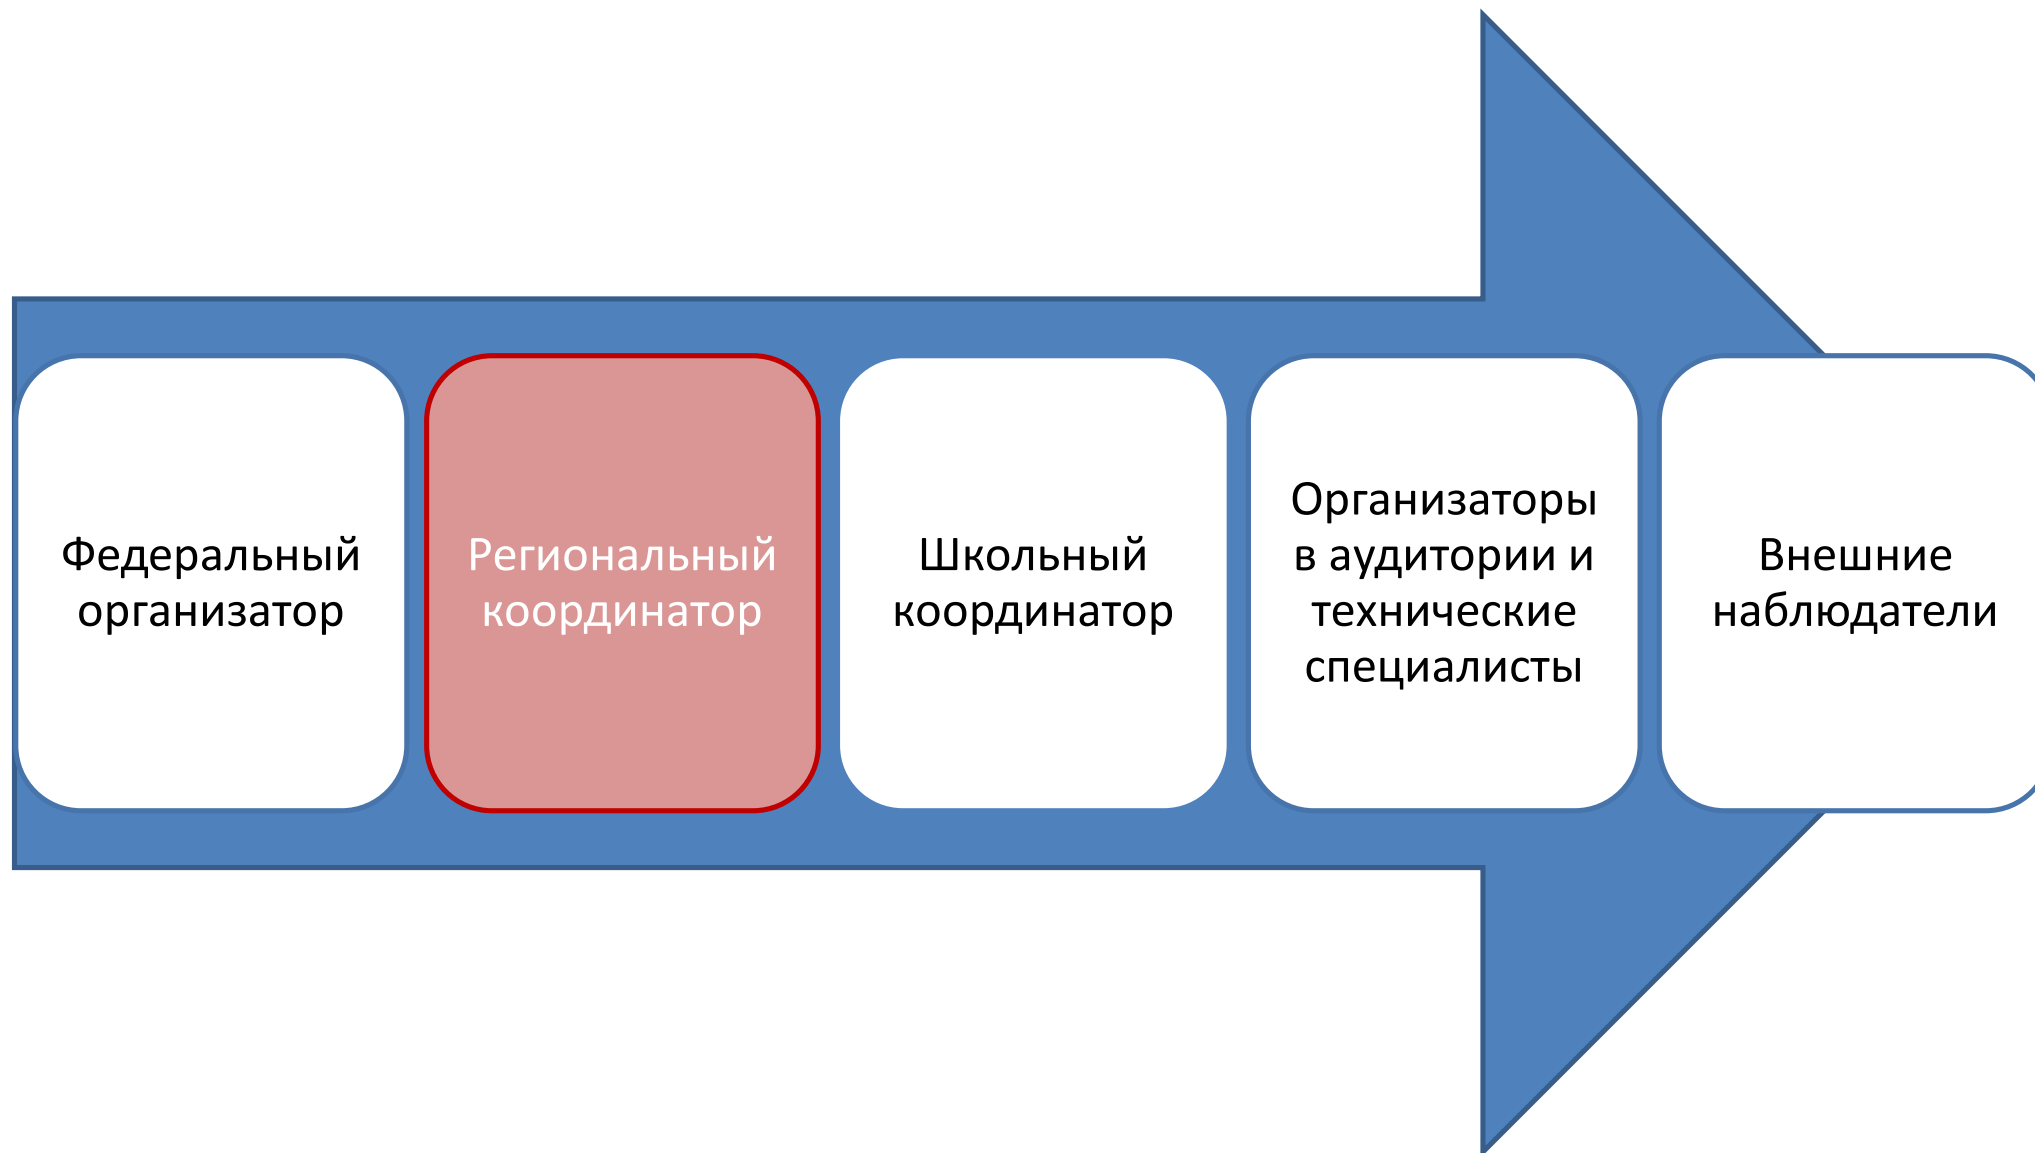 Федеральный
организатор
Региональный
координатор
Школьный
координатор
Организаторы
в аудитории и
технические
специалисты
Внешние
наблюдатели